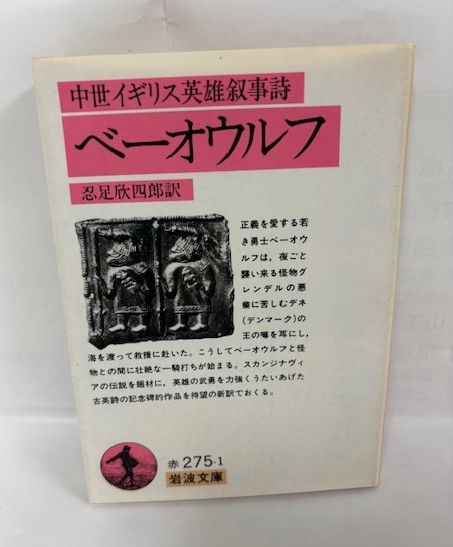 中世イギリス英雄叙事詩
ベーオウルフ
忍足欣四郎訳
正義を愛する若
き勇士ベーオウ
ルフは，夜ごと
襲い来る怪物グ
レンデルの悪
業に苦しむデネ
(デンマーク)の
王の噂を耳にし，
海を渡って救援に赴いた。こうしてベーオウルフと怪
物との間に壮絶な一騎打ちが始まる。スカンジナヴィ
アの伝説を題材に，英雄の武勇を力強くうたいあげた
古英詩の記念碑的作品を待望の新訳でおくる。
赤 275-1
岩波文庫